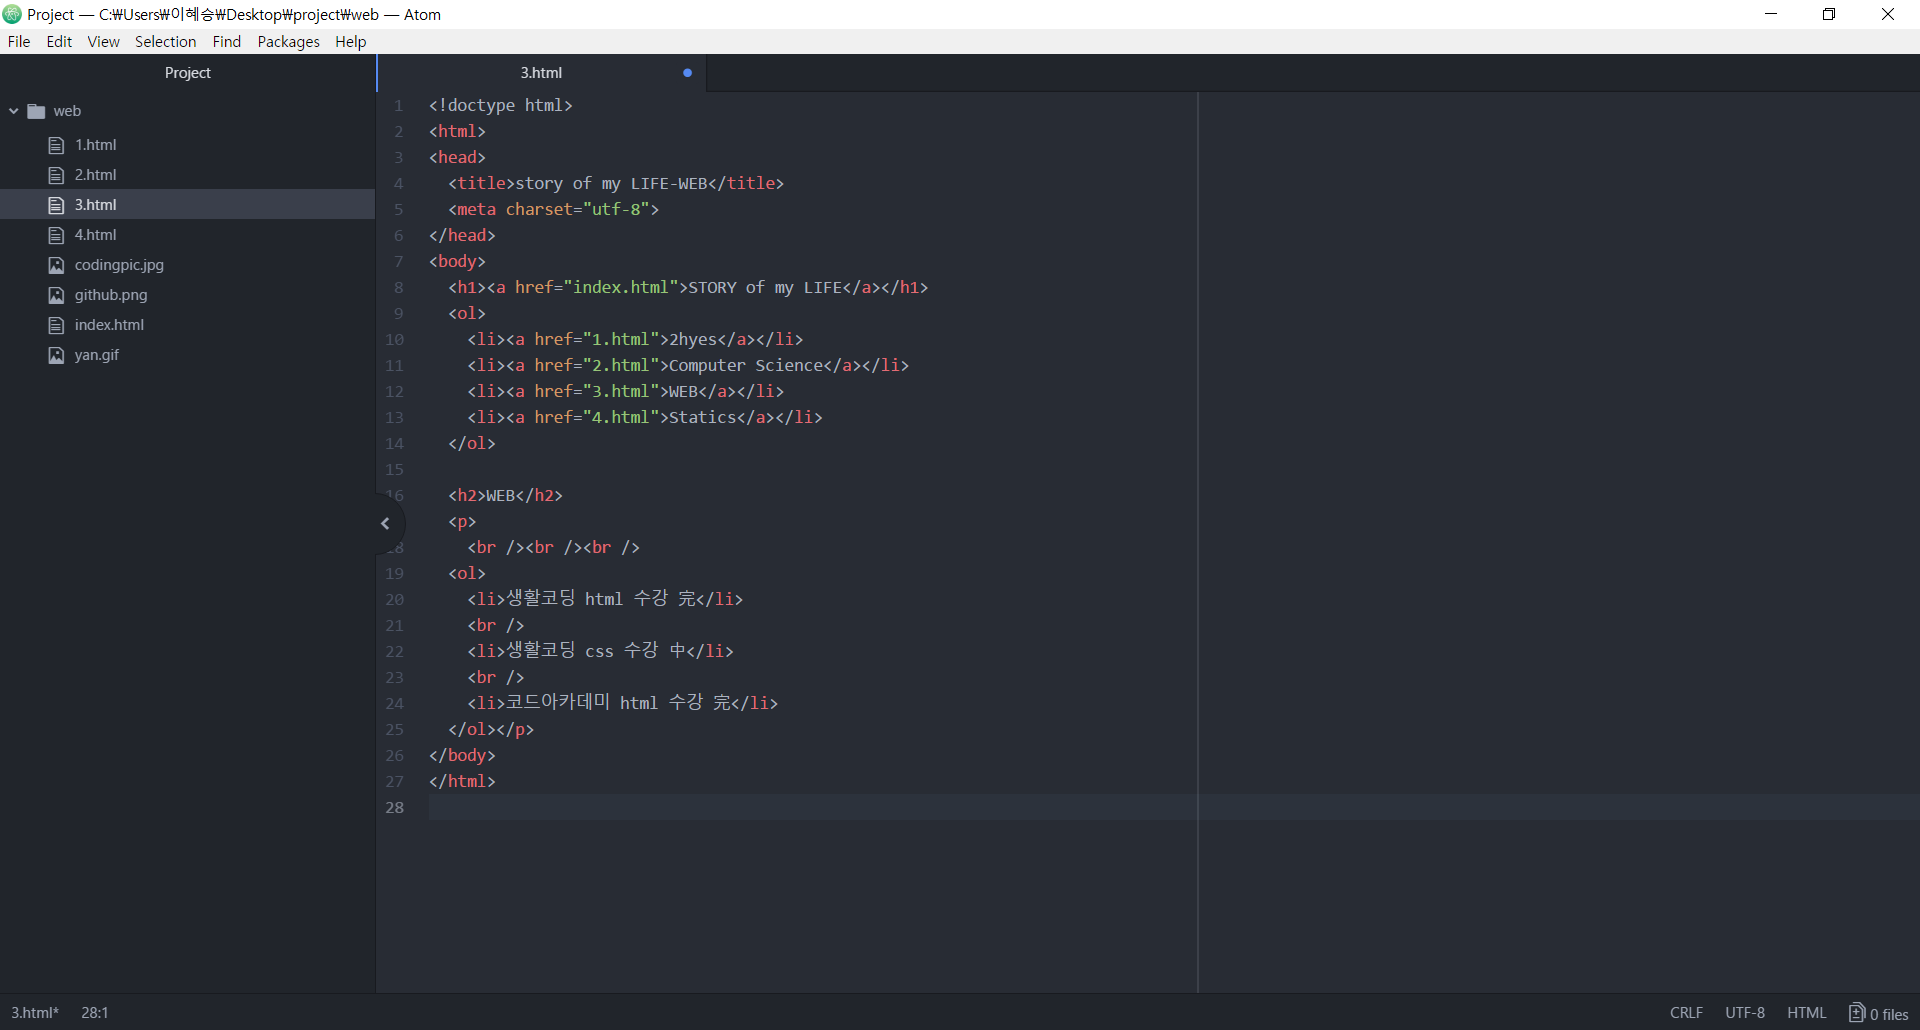 Project — C:₩Users₩이혜승₩Desktop₩project₩web — Atom
File Edit View Selection Find Packages Help
Project
web
1.html
2.html
3.html
4.html
codingpic.jpg
github.png
index.html
yan.gif
3.html
1 <!doctype html>
2 <html>
3 <head>
4   <title>story of my LIFE-WEB</title>
5   <meta charset="utf-8">
6 </head>
7 <body>
8   <h1><a href="index.html">STORY of my LIFE</a></h1>
9   <ol>
10     <li><a href="1.html">2hyes</a></li>
11     <li><a href="2.html">Computer Science</a></li>
12     <li><a href="3.html">WEB</a></li>
13     <li><a href="4.html">Statics</a></li>
14   </ol>
15
16   <h2>WEB</h2>
  <p>
18     <br /><br /><br />
19   <ol>
20     <li>생활코딩 html 수강 完</li>
21     <br />
22     <li>생활코딩 css 수강 中</li>
23     <br />
24     <li>코드아카데미 html 수강 完</li>
25   </ol></p>
26 </body>
27 </html>
28
3.html* 28:1 CRLF UTF-8 HTML 0 files